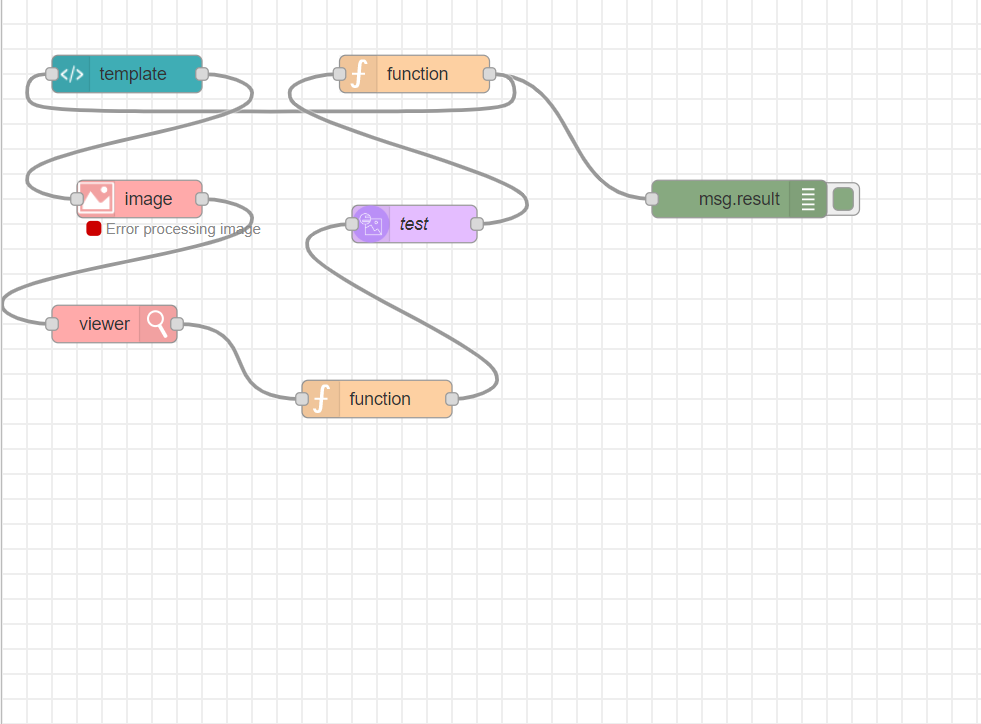 template
function
image
Error processing image
test
msg.result
viewer
function